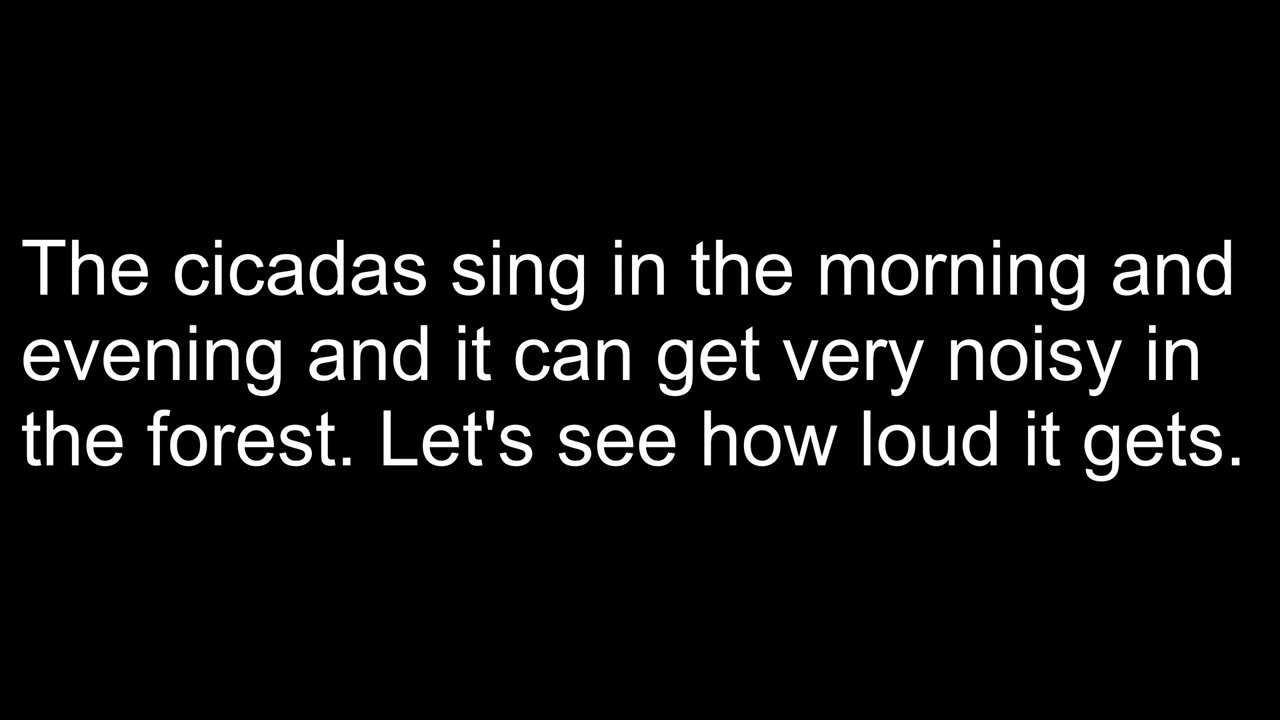 The cicadas sing in the morning and
evening and it can get very noisy in
the forest. Let's see how loud it gets.